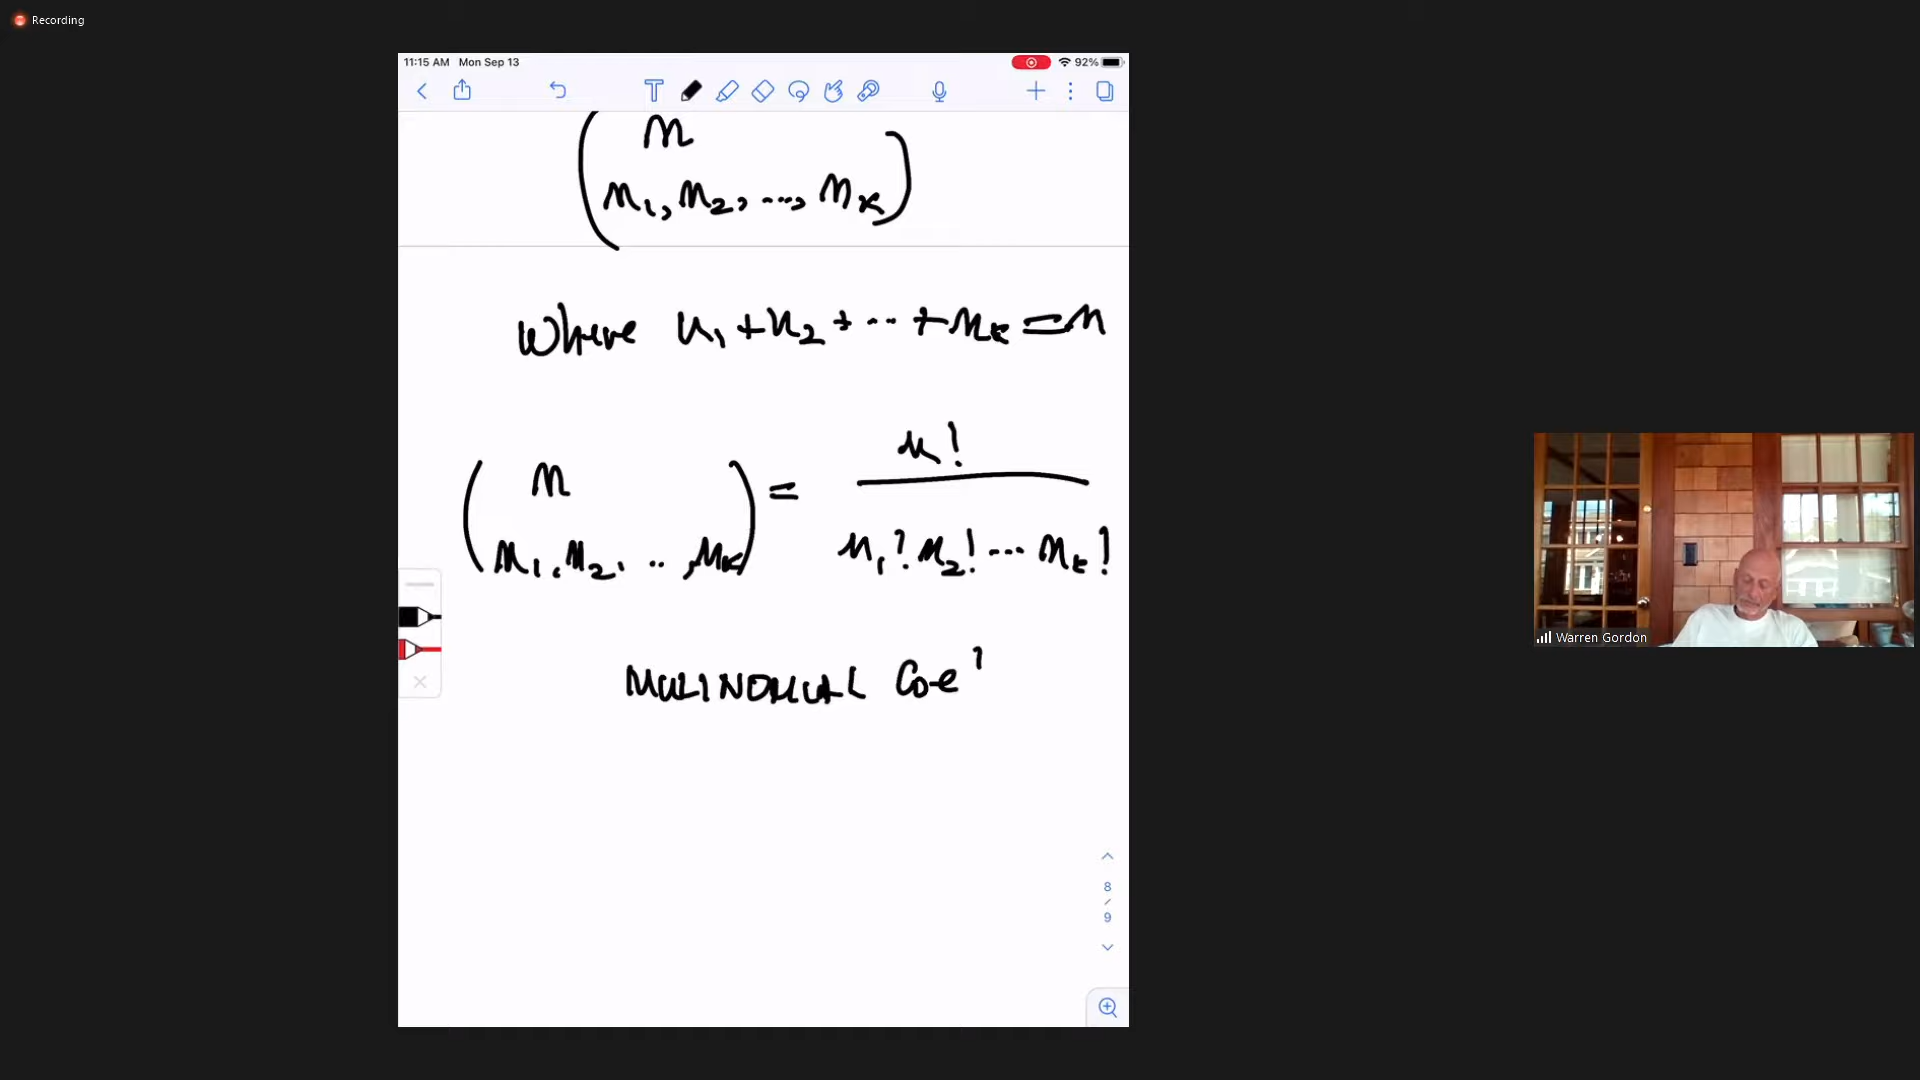 Recording
11:15 AM Mon Sep 13
92%
T
( n
n1, n2, ..., nk )
Where n1 + n2 + ... + nk = n
( n
n1, n2, .., nk ) = n! / n1! n2! ... nk!
MULINOMIAL Coe
8
/
9
Warren Gordon